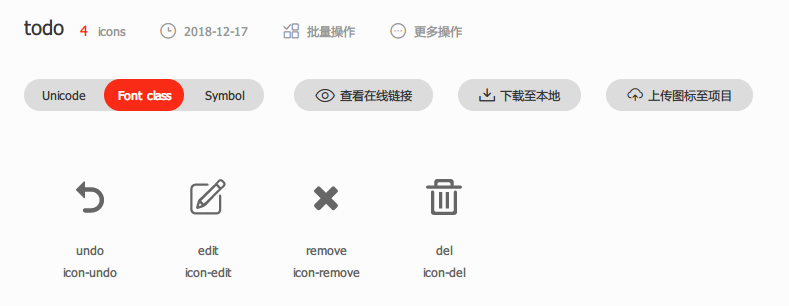 todo 4 icons 2018-12-17 批量操作 更多操作
Unicode Font class Symbol 查看在线链接 下载至本地 上传图标至项目
undo edit remove del
icon-undo icon-edit icon-remove icon-del